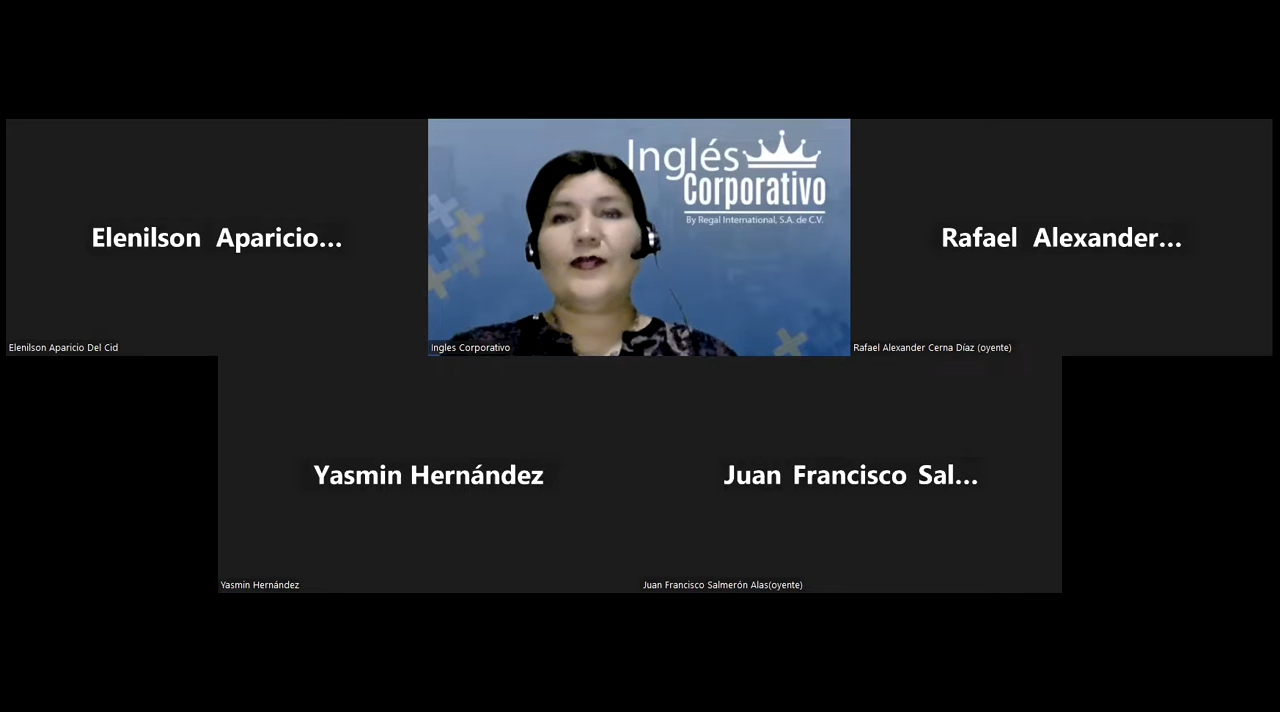 Elenilson Aparicio...
Elenilson Aparicio Del Cid
Inglés
Corporativo
By Regal International, S.A. de C.V.
Ingles Corporativo
Rafael Alexander...
Rafael Alexander Cerna Díaz (oyente)
Yasmin Hernández
Yasmin Hernández
Juan Francisco Sal...
Juan Francisco Salmerón Alas(oyente)